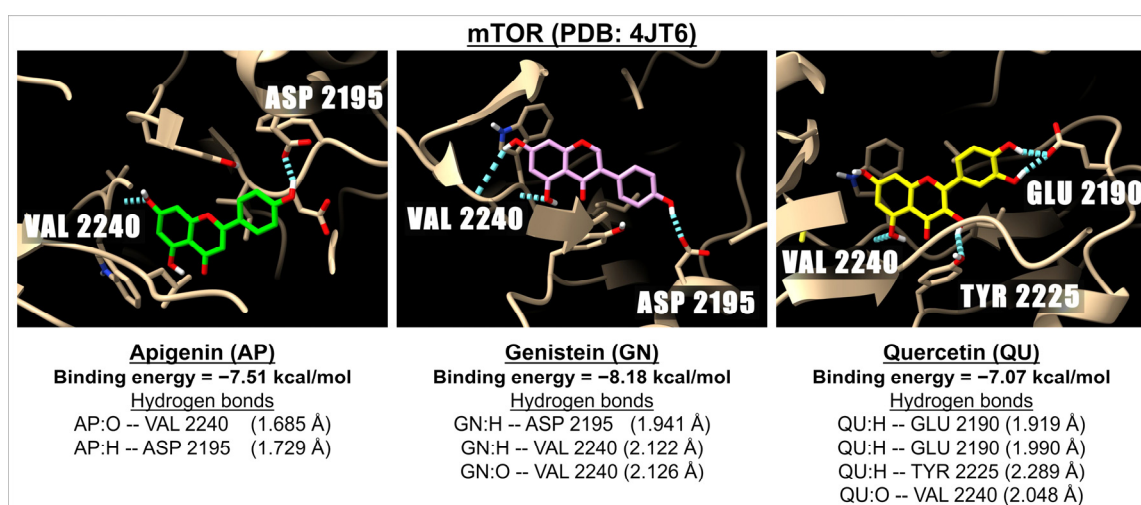 mTOR (PDB: 4JT6)
ASP 2195
VAL 2240
VAL 2240
ASP 2195
GLU 2190
VAL 2240
TYR 2225
Apigenin (AP)
Binding energy = −7.51 kcal/mol
Hydrogen bonds
AP:O -- VAL 2240 (1.685 Å)
AP:H -- ASP 2195 (1.729 Å)
Genistein (GN)
Binding energy = −8.18 kcal/mol
Hydrogen bonds
GN:H -- ASP 2195 (1.941 Å)
GN:H -- VAL 2240 (2.122 Å)
GN:O -- VAL 2240 (2.126 Å)
Quercetin (QU)
Binding energy = −7.07 kcal/mol
Hydrogen bonds
QU:H -- GLU 2190 (1.919 Å)
QU:H -- GLU 2190 (1.990 Å)
QU:H -- TYR 2225 (2.289 Å)
QU:O -- VAL 2240 (2.048 Å)